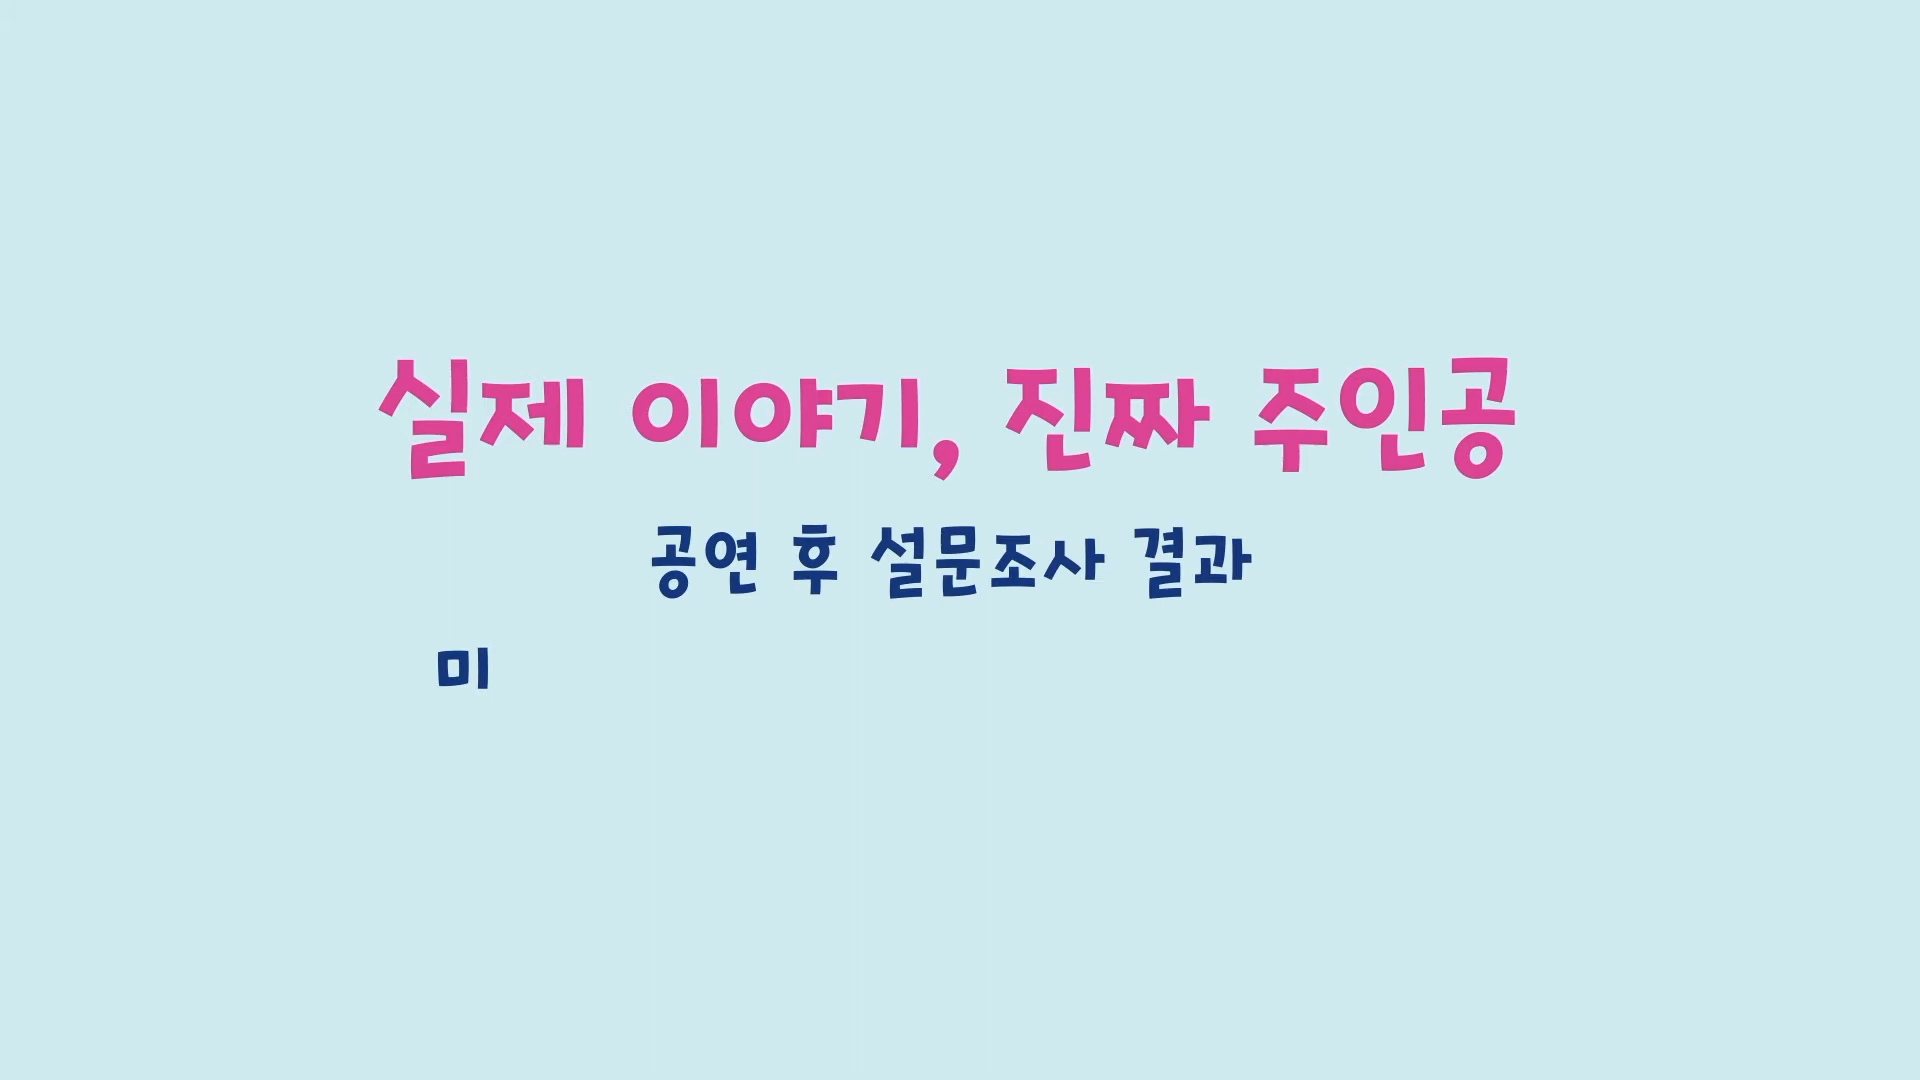 실제 이야기, 진짜 주인공
공연 후 설문조사 결과
미